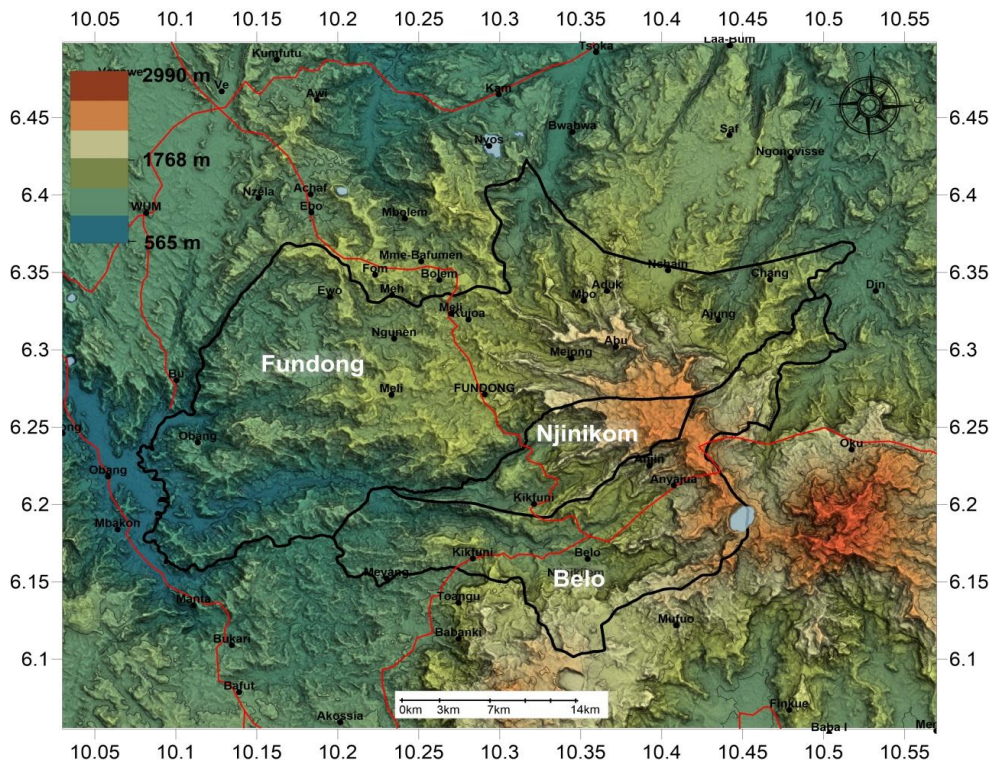 10.05 10.1 10.15 10.2 10.25 10.3 10.35 10.4 10.45 10.5 10.55
Laa-Bum
Tsoka
Kumfutu
2990 m
Ve
Awi
Kam
N
W
E
S
6.45 6.45
Bwabwa
Saf
Nyos
Ngonovisse
1768 m
6.4 6.4
Nzela
Achaf
WUM
Ebo
Mbolem
565 m
Mme-Bafumen
6.35 6.35
Fom
Bolem
Nchain
Chang
Ewo
Meh
Mbo
Aduk
Din
Meli
Kujoa
Ajung
Ngunen
6.3 6.3
Abu
Mejong
Fundong
Bu
Meli
FUNDONG
6.25 6.25
Obang
Njinikom
Oku
ong
Obang
Anjin
Anyajua
6.2 6.2
Kikfuni
Mbakon
6.15 6.15
Kikfuni
Belo
Meyang
Belo
Manta
Toangu
Mufuo
6.1 6.1
Bukari
Babanki
Bafut
0km 3km 7km 14km
Akossia
Finkue
Baba I
10.05 10.1 10.15 10.2 10.25 10.3 10.35 10.4 10.45 10.5 10.55